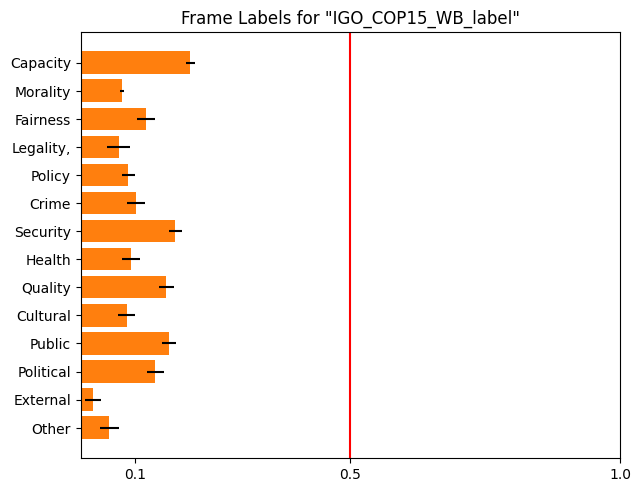 Frame Labels for "IGO_COP15_WB_label"
Capacity
Morality
Fairness
Legality,
Policy
Crime
Security
Health
Quality
Cultural
Public
Political
External
Other
0.1 0.5 1.0